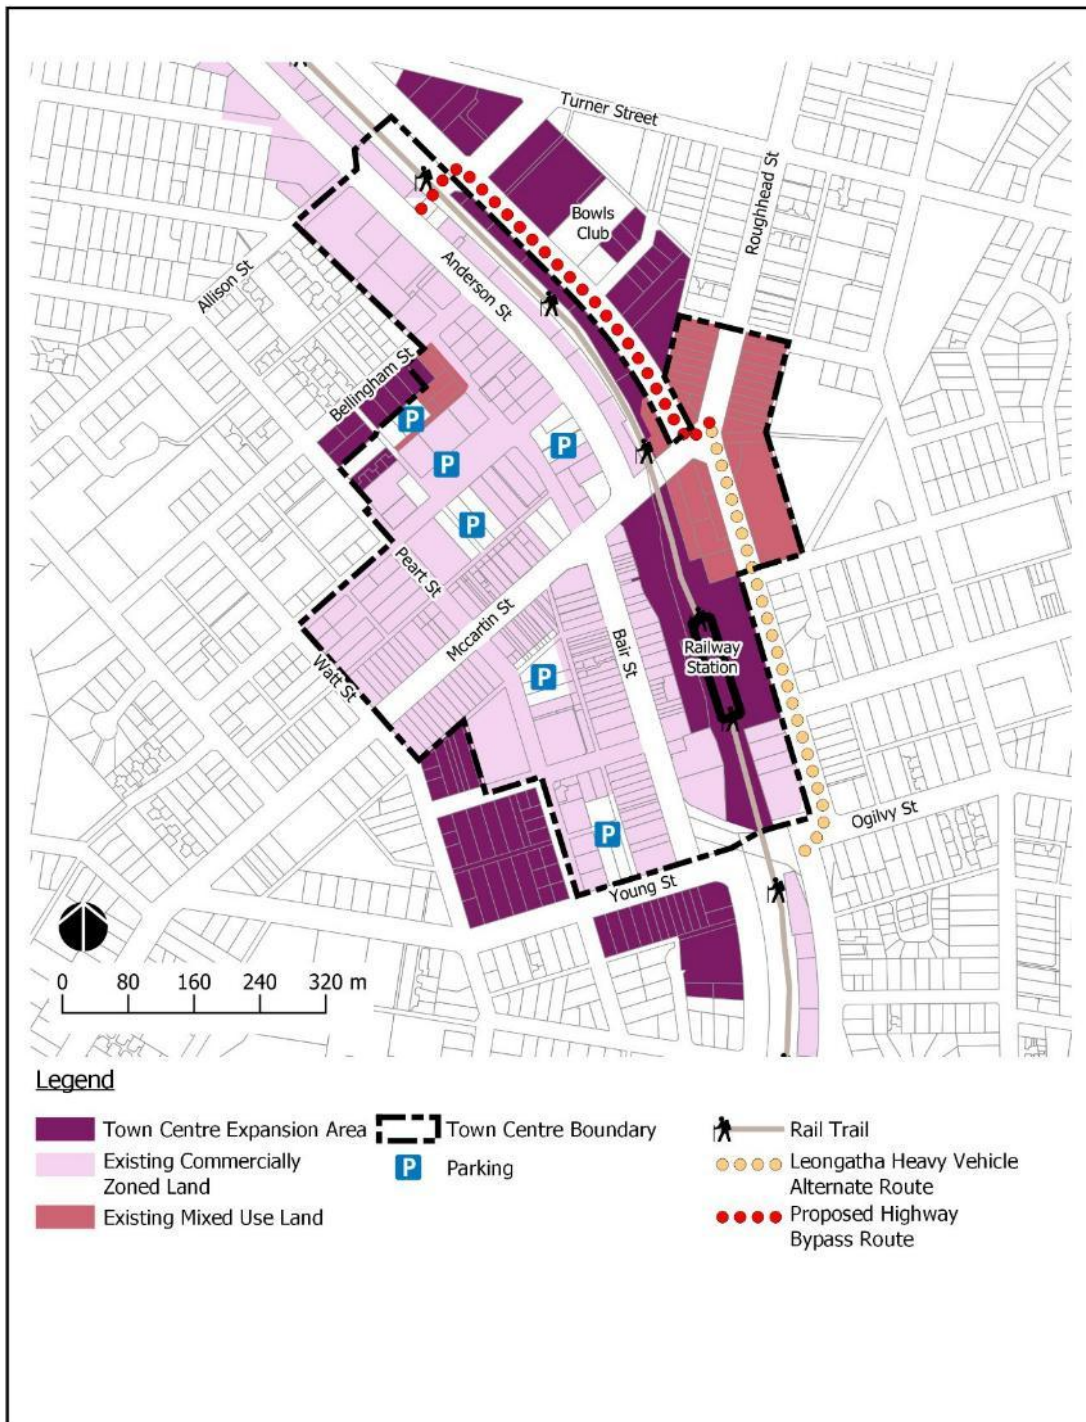 Turner Street
Roughhead St
Bowls
Club
Anderson St
Allison St
Bellingham St
P
P
P
P
Peart St
Mccartin St
Bair St
Railway
Station
P
Watt St
P
Ogilvy St
Young St
0 80 160 240 320 m
Legend
Town Centre Expansion Area
Existing Commercially
Zoned Land
Existing Mixed Use Land
Town Centre Boundary
P Parking
Rail Trail
Leongatha Heavy Vehicle
Alternate Route
Proposed Highway
Bypass Route